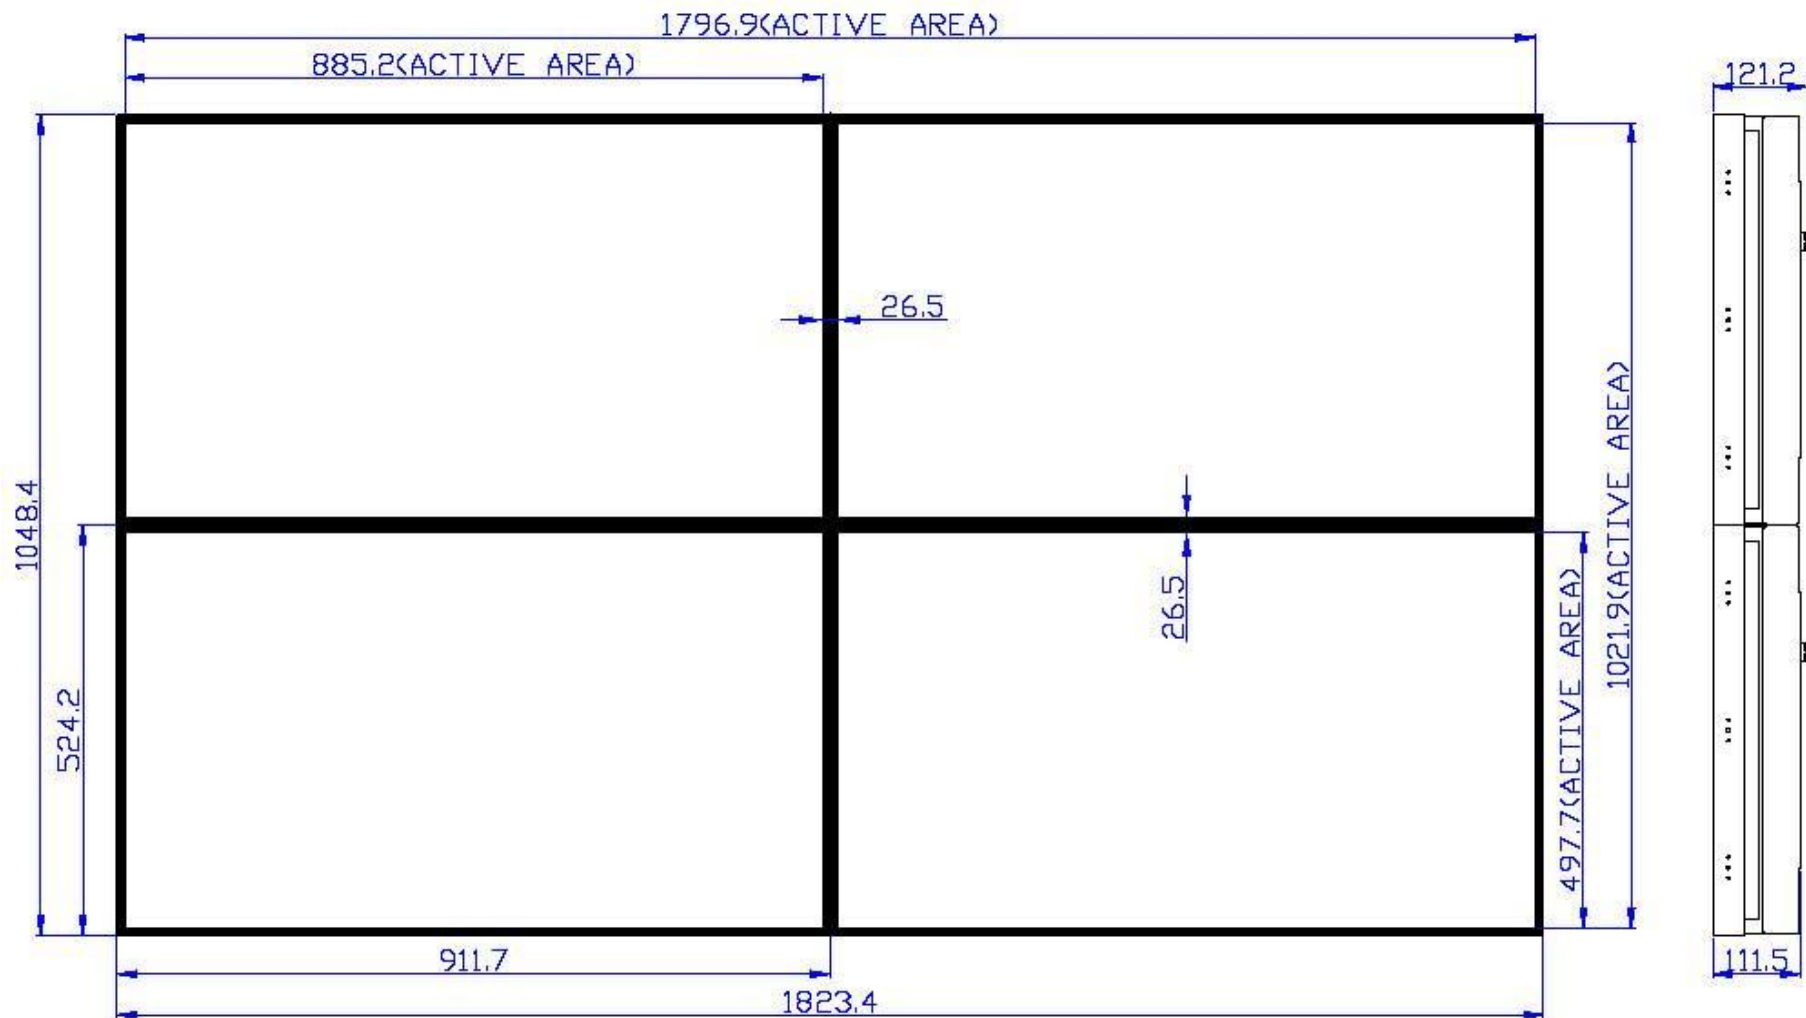 1796.9(ACTIVE AREA)
885.2(ACTIVE AREA)
121.2
26.5
1048.4
524.2
26.5
497.7(ACTIVE AREA)
1021.9(ACTIVE AREA)
911.7
111.5
1823.4